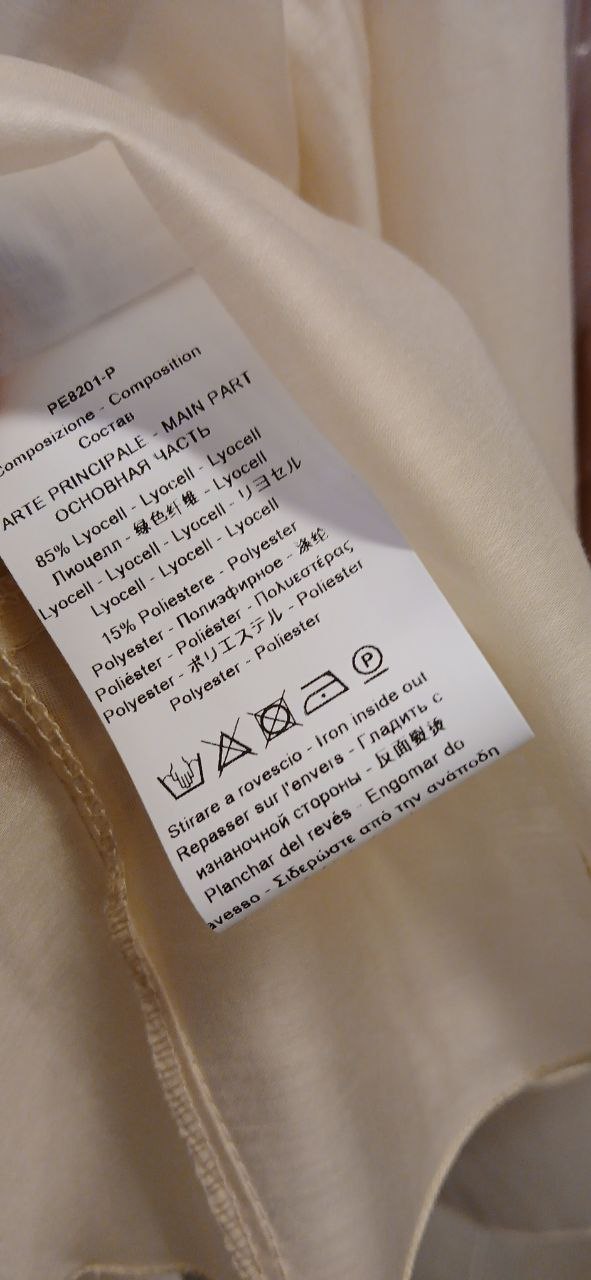 PE8201-P
Composizione - Composition
Состав
ARTE PRINCIPALE - MAIN PART
ОСНОВНАЯ ЧАСТЬ
85% Lyocell - Lyocell - Lyocell
Лиоцелл - 绿色纤维 - Lyocell
Lyocell - Lyocell - Lyocell - リヨセル
Lyocell - Lyocell - Lyocell
15% Poliestere - Polyester
Polyester - Полиэфирное - 涤纶
Poliéster - Poliéster - Πολυεστέρας
Polyester - ポリエステル - Poliester
Polyester - Poliester
P
Stirare a rovescio - Iron inside out
Repasser sur l'envers - Гладить с
изнаночной стороны - 反面熨烫
Planchar del revés - Engomar do
avesso - Σιδερώστε από την ανάποδη